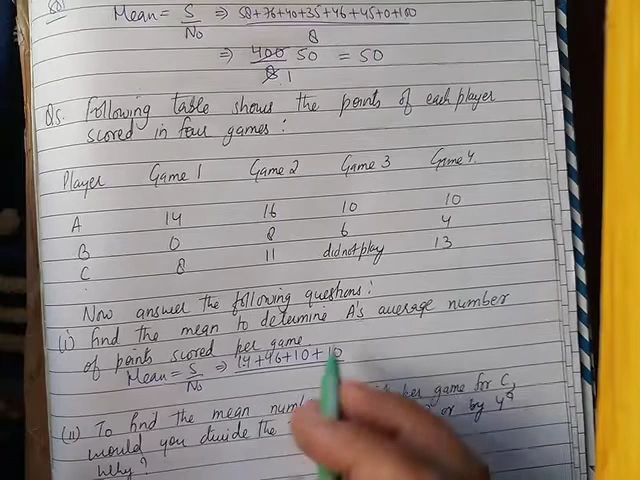 Mean = S/No ⇒ 58+76+40+35+46+45+0+100 / 8
⇒ 400 50 / 8 1 = 50
Q5. Following table shows the points of each player
scored in four games:
Player Game 1 Game 2 Game 3 Game 4
A 14 16 10 10
B 0 8 6 4
C 8 11 did not play 13
Now answer the following questions:
(i) find the mean to determine A's average number
of points scored per game.
Mean = S/No ⇒ 14+16+10+10
(ii) To find the mean per game for C,
would you divide the or by 4?
Why?